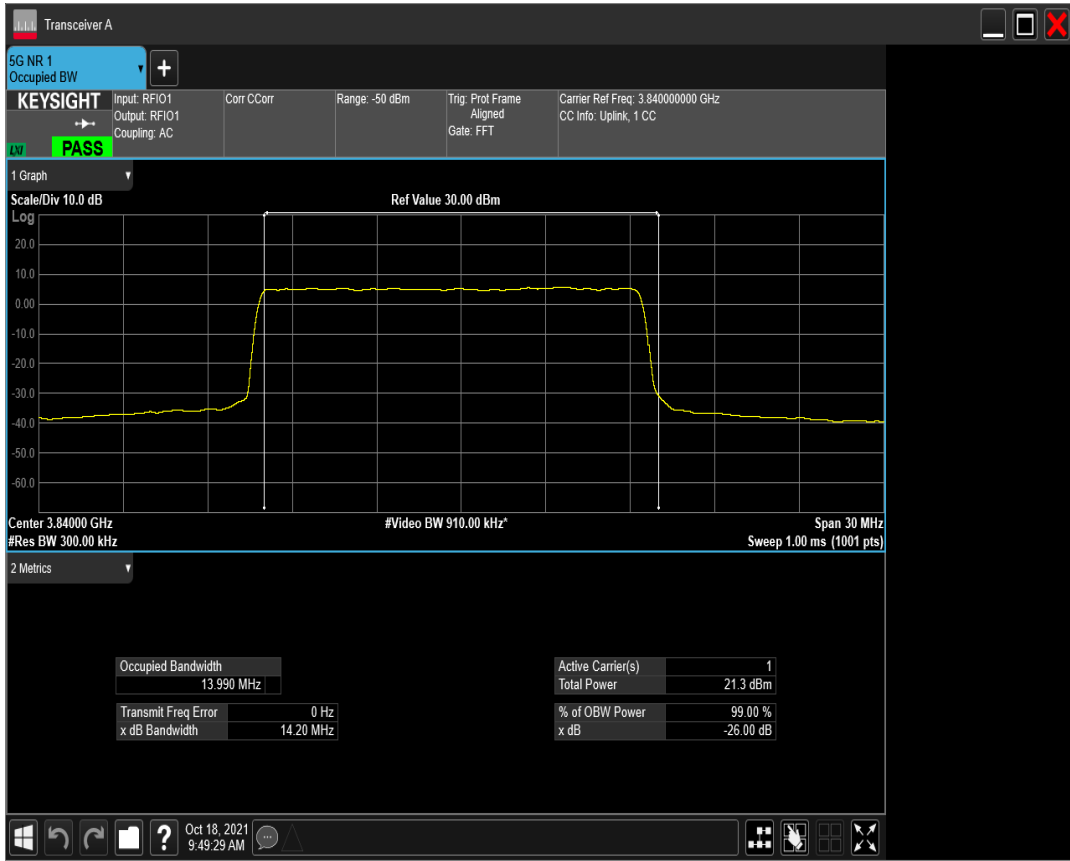 Transceiver A
5G NR 1
Occupied BW
+
KEYSIGHT
LXI
PASS
Input: RFIO1
Output: RFIO1
Coupling: AC
Corr CCorr
Range: -50 dBm
Trig: Prot Frame
Aligned
Gate: FFT
Carrier Ref Freq: 3.840000000 GHz
CC Info: Uplink, 1 CC
1 Graph
Scale/Div 10.0 dB
Ref Value 30.00 dBm
Log
20.0
10.0
0.00
-10.0
-20.0
-30.0
-40.0
-50.0
-60.0
Center 3.84000 GHz
#Video BW 910.00 kHz*
Span 30 MHz
#Res BW 300.00 kHz
Sweep 1.00 ms (1001 pts)
2 Metrics
Occupied Bandwidth
13.990 MHz
Transmit Freq Error 0 Hz
x dB Bandwidth 14.20 MHz
Active Carrier(s) 1
Total Power 21.3 dBm
% of OBW Power 99.00 %
x dB -26.00 dB
?
Oct 18, 2021
9:49:29 AM